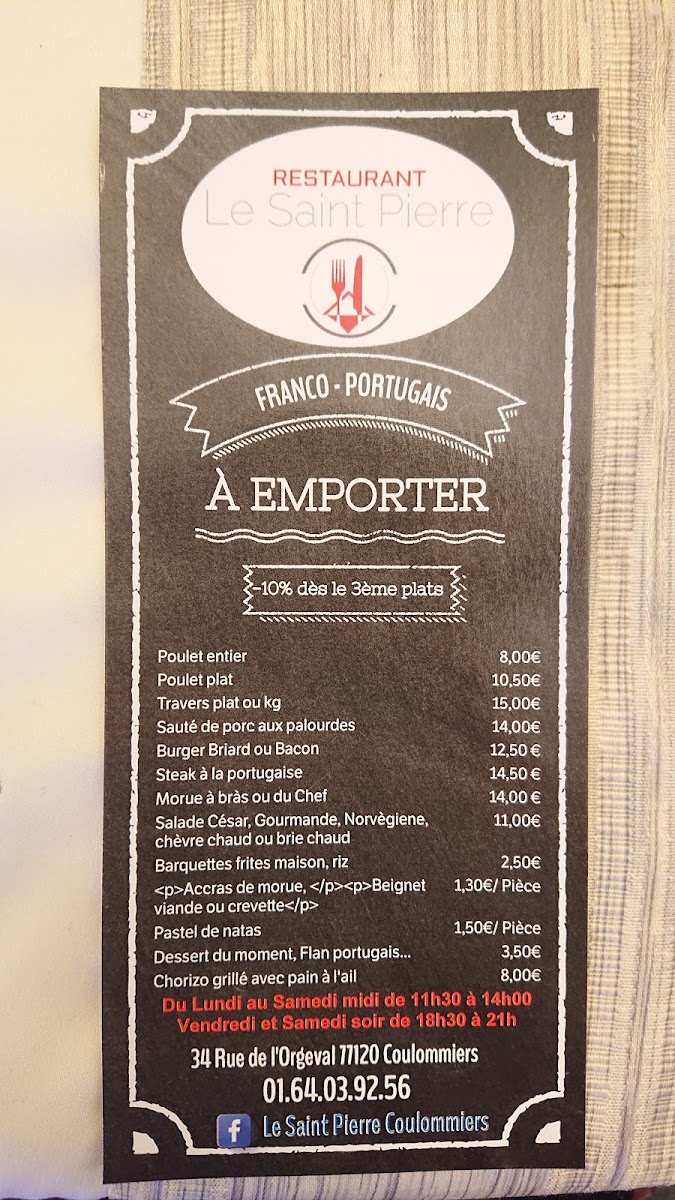 RESTAURANT
Le Saint Pierre
FRANCO - PORTUGAIS
À EMPORTER
-10% dès le 3ème plats
Poulet entier 8,00€
Poulet plat 10,50€
Travers plat ou kg 15,00€
Sauté de porc aux palourdes 14,00€
Burger Briard ou Bacon 12,50 €
Steak à la portugaise 14,50 €
Morue à bràs ou du Chef 14,00 €
Salade César, Gourmande, Norvègiene, 11,00€
chèvre chaud ou brie chaud
Barquettes frites maison, riz 2,50€
<p>Accras de morue, </p><p>Beignet 1,30€/ Pièce
viande ou crevette</p>
Pastel de natas 1,50€/ Pièce
Dessert du moment, Flan portugais... 3,50€
Chorizo grillé avec pain à l'ail 8,00€
Du Lundi au Samedi midi de 11h30 à 14h00
Vendredi et Samedi soir de 18h30 à 21h
34 Rue de l'Orgeval 77120 Coulommiers
01.64.03.92.56
f Le Saint Pierre Coulommiers